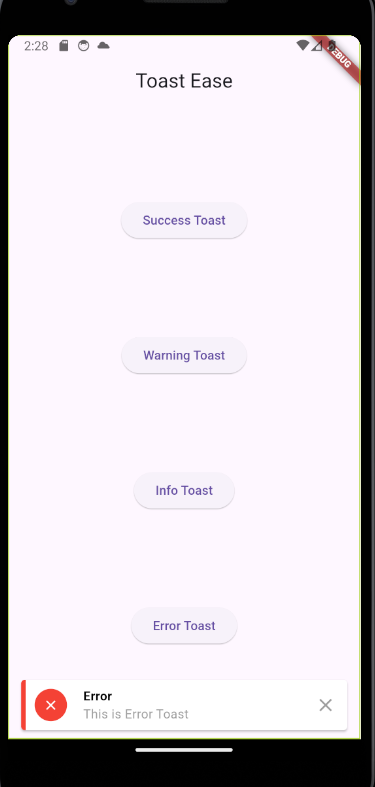 2:28
DEBUG
Toast Ease
Success Toast
Warning Toast
Info Toast
Error Toast
Error
This is Error Toast